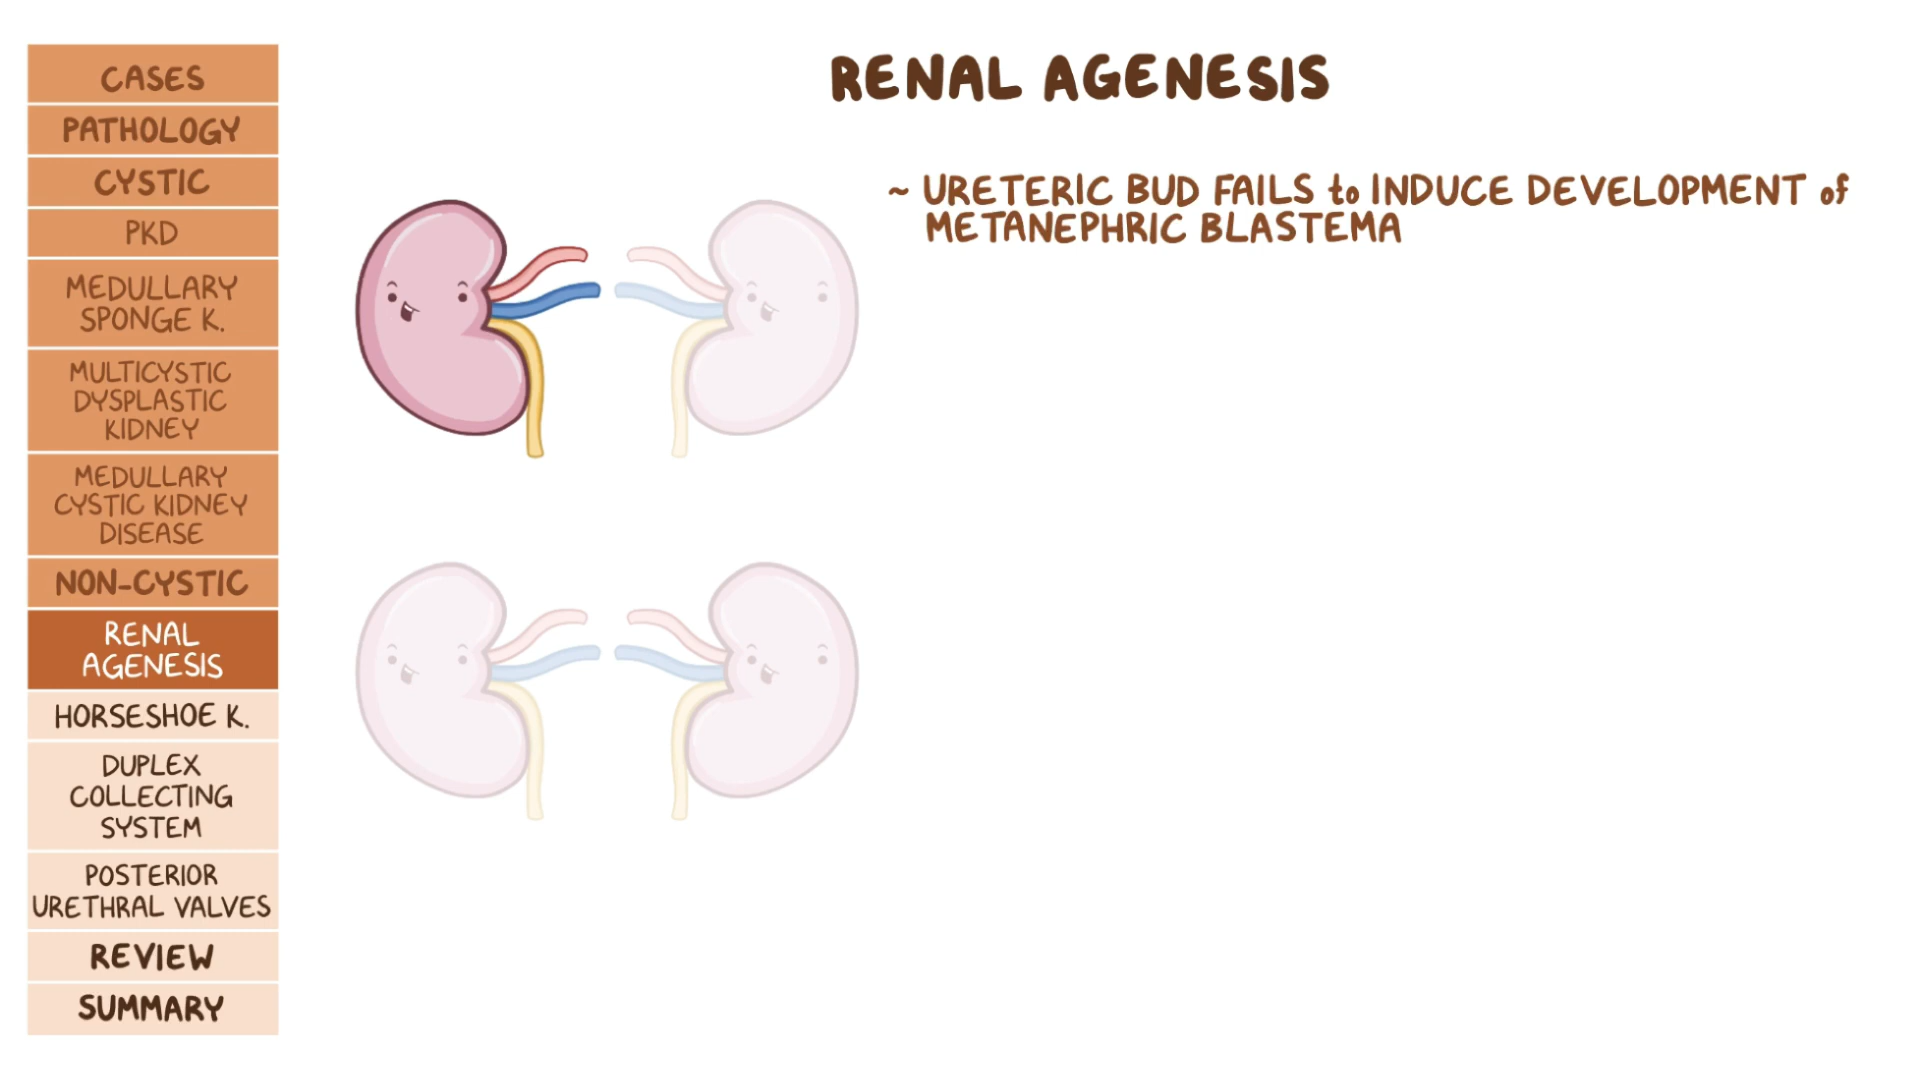 CASES
PATHOLOGY
CYSTIC
PKD
MEDULLARY
SPONGE K.
MULTICYSTIC
DYSPLASTIC
KIDNEY
MEDULLARY
CYSTIC KIDNEY
DISEASE
NON-CYSTIC
RENAL
AGENESIS
HORSESHOE K.
DUPLEX
COLLECTING
SYSTEM
POSTERIOR
URETHRAL VALVES
REVIEW
SUMMARY
RENAL AGENESIS
~ URETERIC BUD FAILS to INDUCE DEVELOPMENT of
METANEPHRIC BLASTEMA